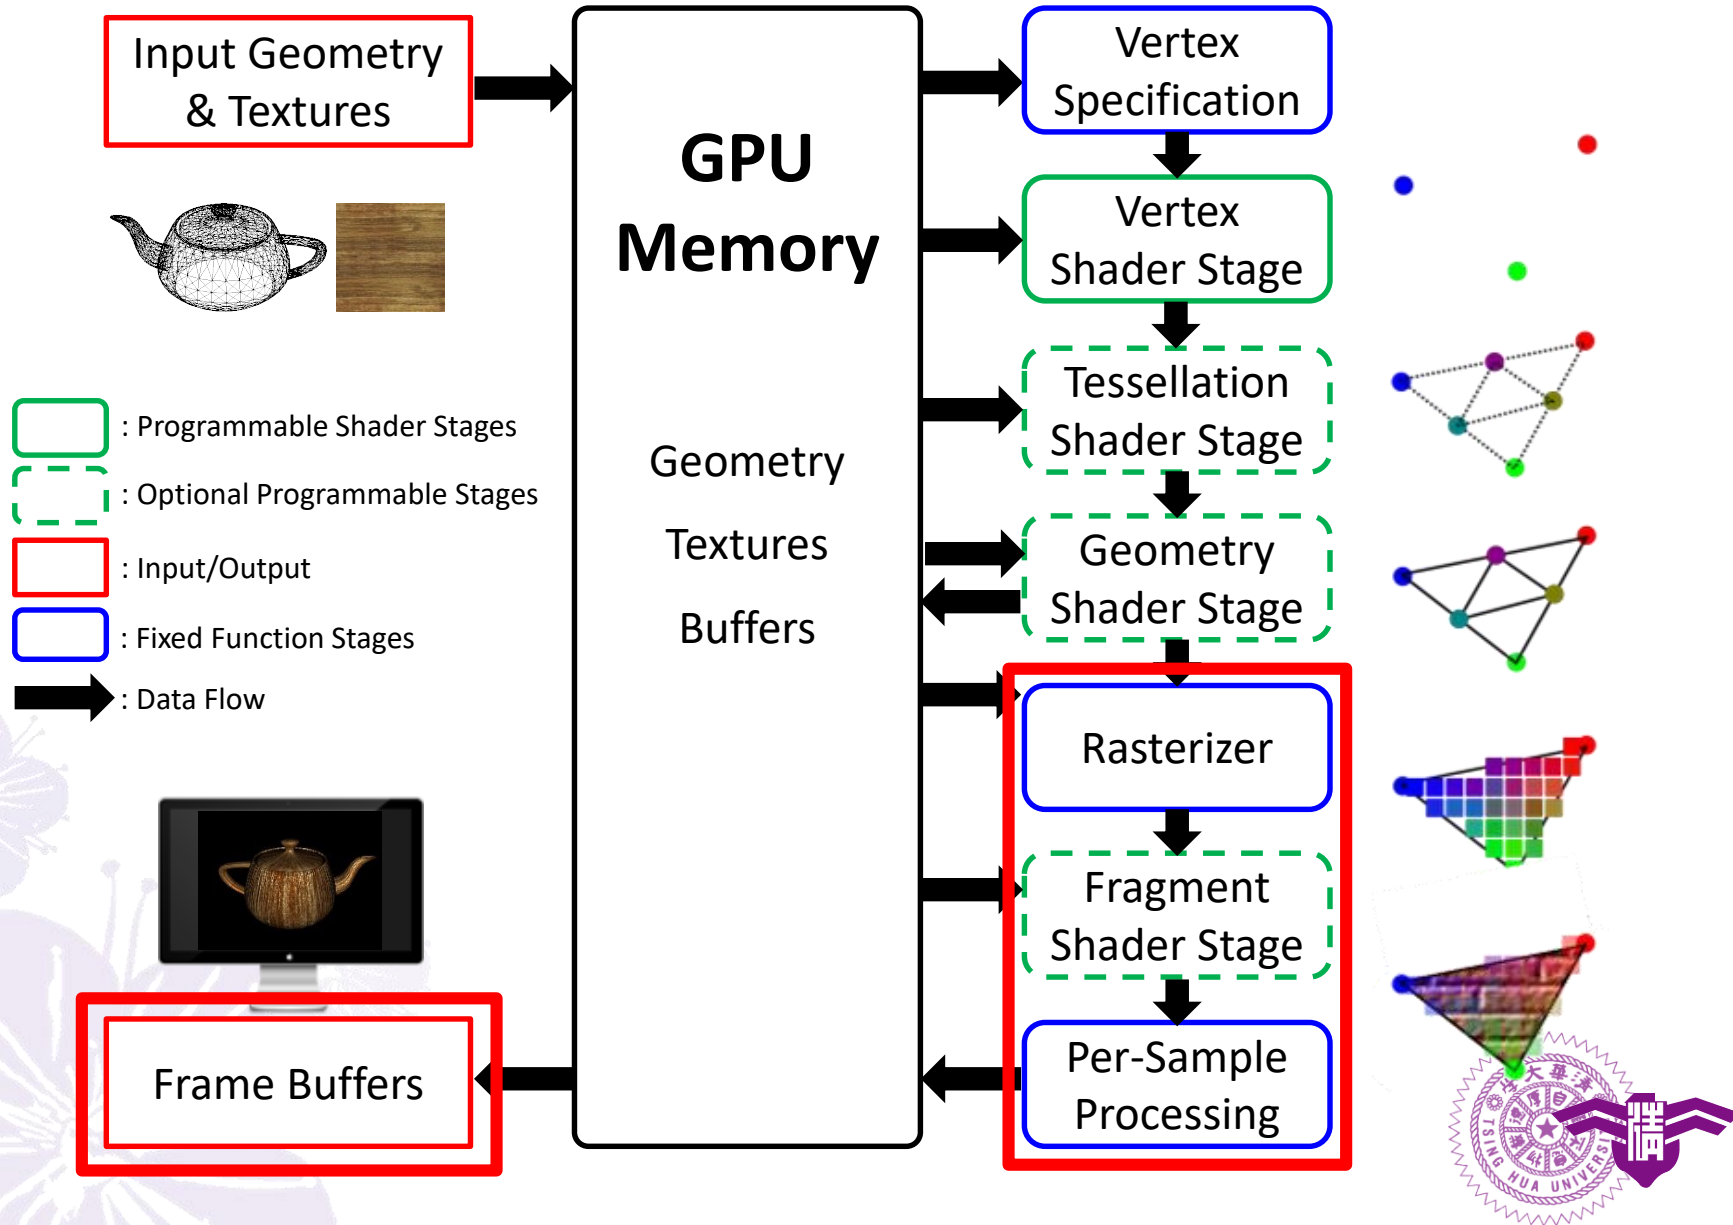 Input Geometry
& Textures
GPU
Memory
Geometry
Textures
Buffers
Vertex
Specification
Vertex
Shader Stage
Tessellation
Shader Stage
Geometry
Shader Stage
Rasterizer
Fragment
Shader Stage
Per-Sample
Processing
: Programmable Shader Stages
: Optional Programmable Stages
: Input/Output
: Fixed Function Stages
: Data Flow
Frame Buffers
TSING HUA